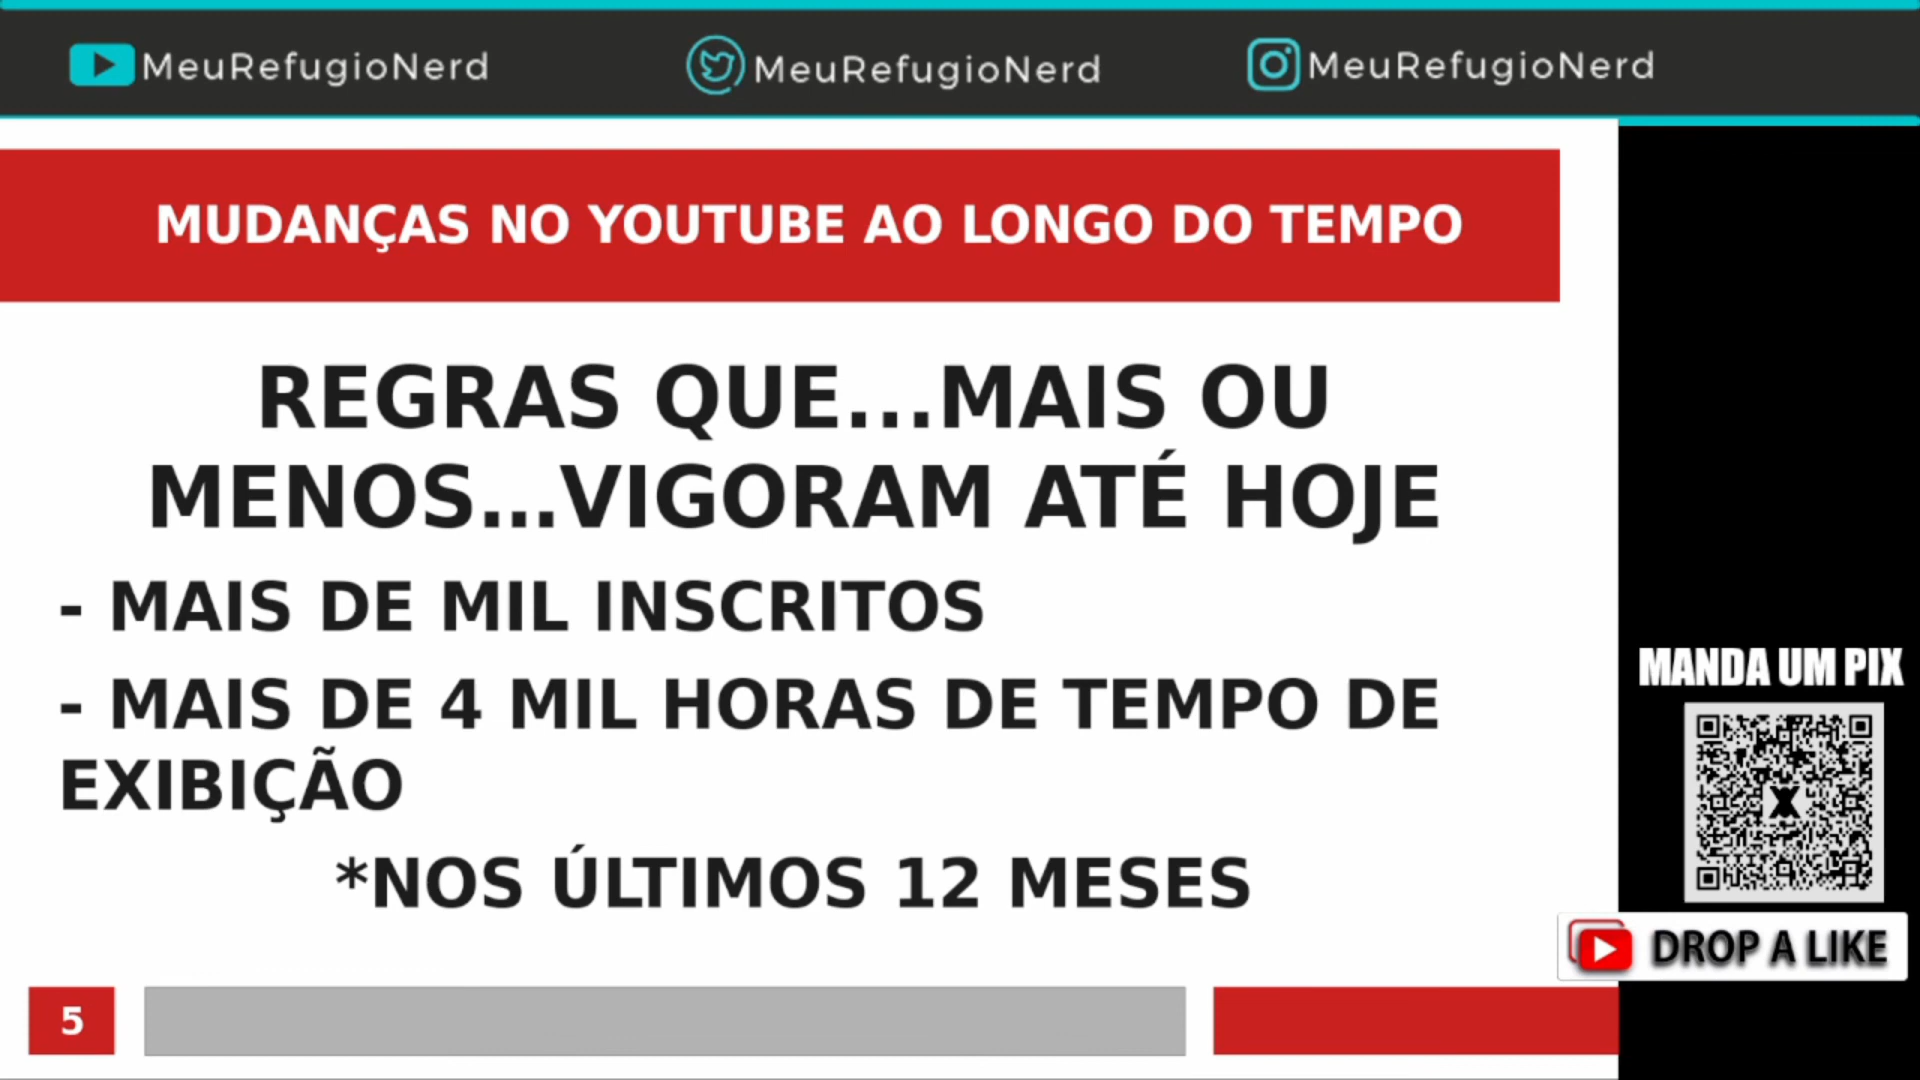 MeuRefugioNerd
MeuRefugioNerd
MeuRefugioNerd
MUDANÇAS NO YOUTUBE AO LONGO DO TEMPO
REGRAS QUE...MAIS OU
MENOS...VIGORAM ATÉ HOJE
- MAIS DE MIL INSCRITOS
- MAIS DE 4 MIL HORAS DE TEMPO DE
EXIBIÇÃO
*NOS ÚLTIMOS 12 MESES
MANDA UM PIX
DROP A LIKE
5